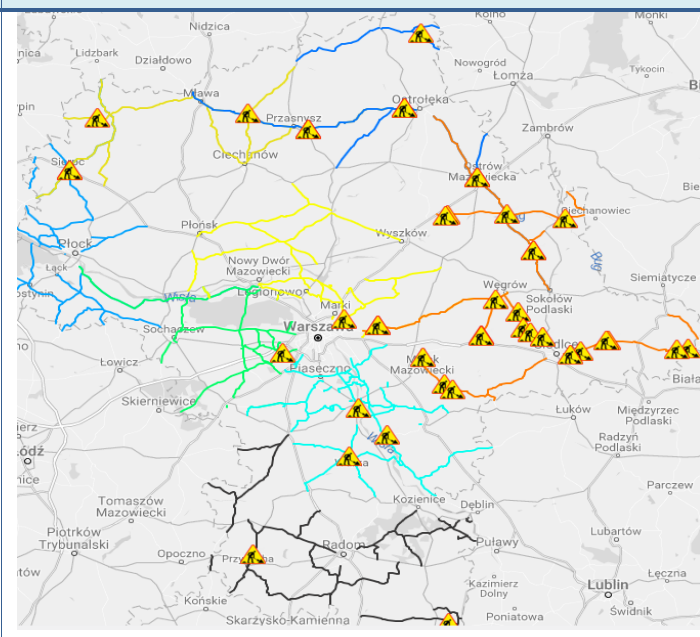 Kolno
Mońki
Nidzica
Lidzbark
Działdowo
Nowogród
Łomża
Tykocin
Mława
Ostrołęka
Przasnysz
Zambrów
Ciechanów
Ostrów
Mazowiecka
Ciechanowiec
Płońsk
Wyszków
Płock
Łąck
Bug
Nowy Dwór
Mazowiecki
Legionowo
Wisła
Marki
Węgrów
Sokołów
Podlaski
Siemiatycze
Sochaczew
Warszawa
Piaseczno
Mazowiecki
Łowicz
Skierniewice
Łuków
Międzyrzec
Podlaski
Biała
Radzyń
Podlaski
Kozienice
Dęblin
Parczew
Tomaszów
Mazowiecki
Piotrków
Trybunalski
Opoczno
Radom
Puławy
Lubartów
Kazimierz
Dolny
Lublin
Łęczna
Końskie
Skarżysko-Kamienna
Poniatowa
Świdnik